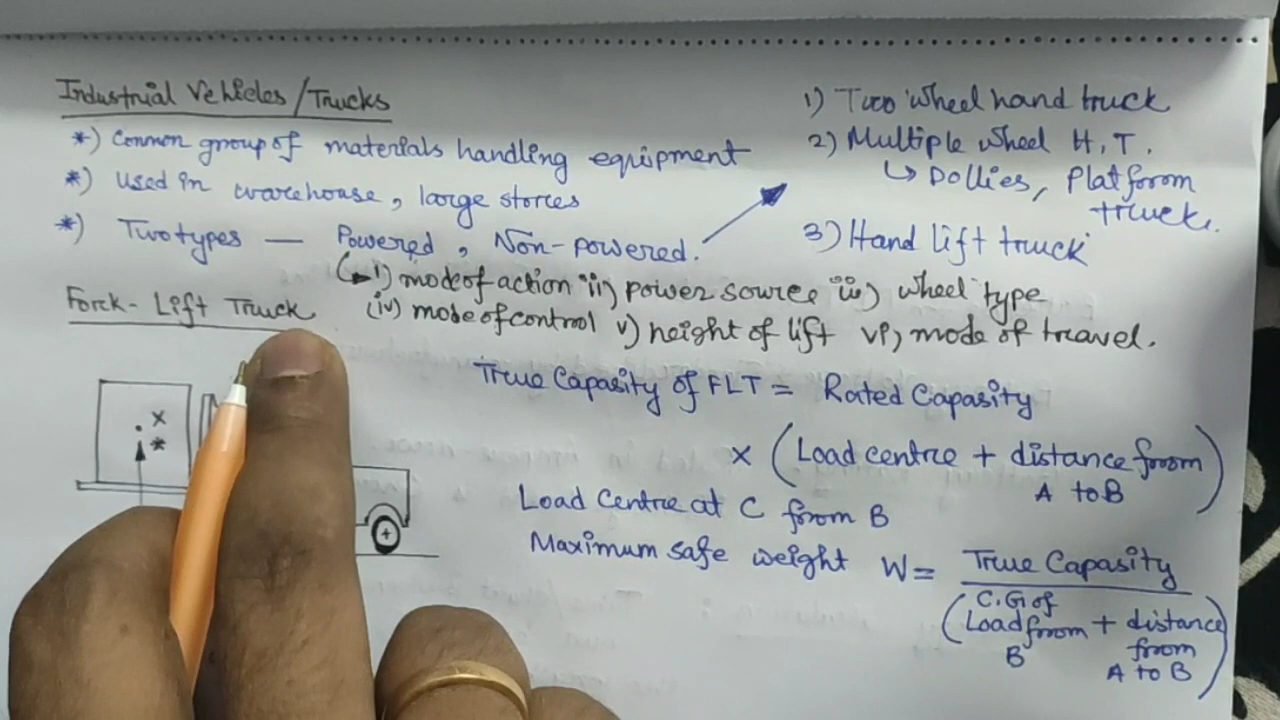 Industrial Vehicles/Trucks
*) Common group of materials handling equipment
*) used in warehouse, large stores
*) Two types — Powered, Non-powered.
1) Two wheel hand truck
2) Multiple wheel H.T.
↳ Dollies, Platform
truck.
3) Hand lift truck
↳ i) mode of action ii) power source iii) wheel type
(iv) mode of control v) height of lift vi) mode of travel.
Forck-Lift Truck
x
*
+
True Capasity of FLT = Rated Capasity
× (Load centre + distance from
A to B)
Load Centre at C from B
Maximum safe weight W = True Capasity
(C.G of
Load from + distance
B from
A to B)